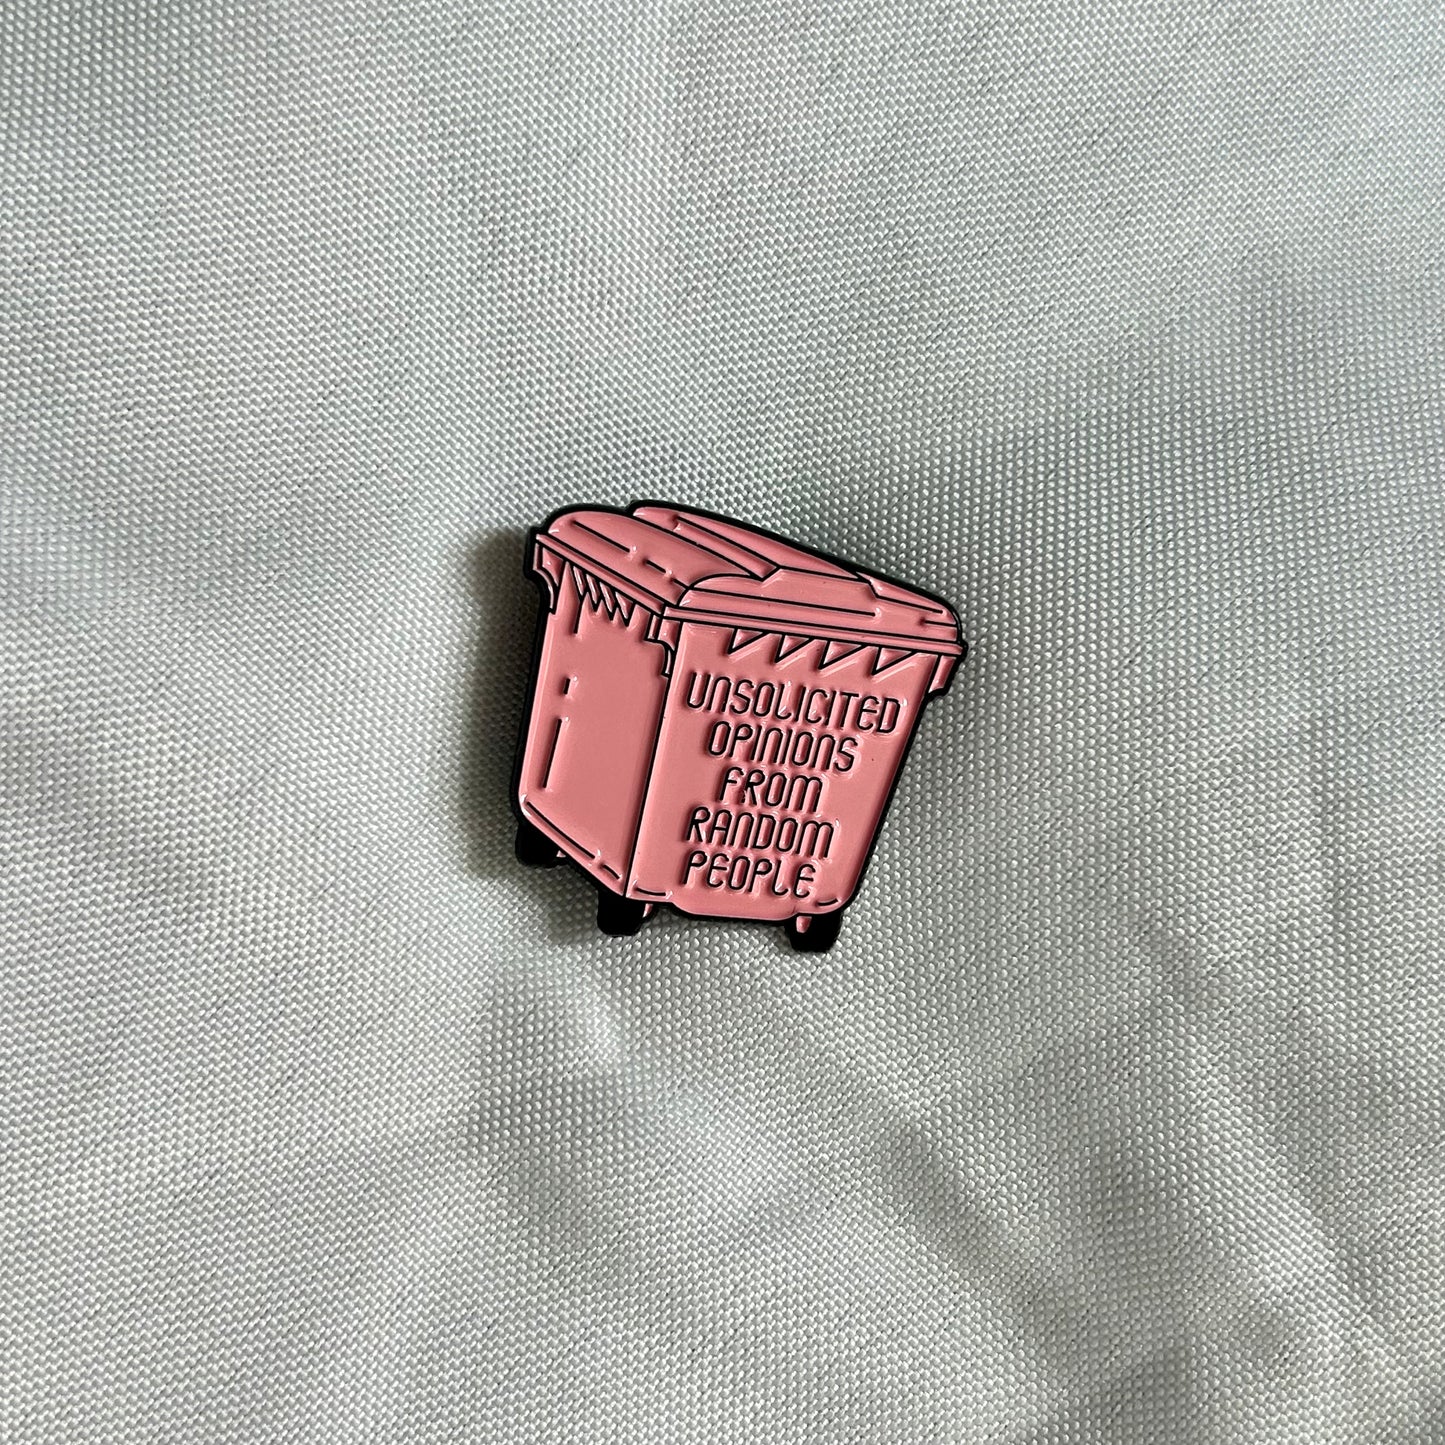 UNSOLICITED
OPINIONS
FROM
RANDOM
PEOPLE